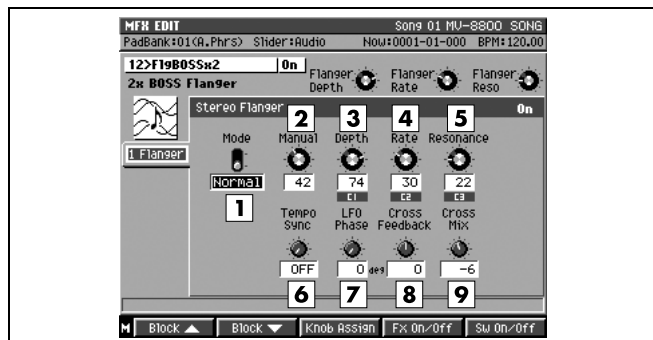 MFX EDIT Song 01 MV-8800 SONG
PadBank:01(A.Phrs) Slider:Audio Now:0001-01-000 BPM:120.00
12>FlgBOSSx2 On
2x BOSS Flanger
Flanger Depth
Flanger Rate
Flanger Reso
Stereo Flanger On
1 Flanger
2 3 4 5
Mode Manual Depth Rate Resonance
Normal 42 74 30 22
C1 C2 C3
1
Tempo Sync
LFO Phase
Cross Feedback
Cross Mix
OFF 0 deg 0 -6
6 7 8 9
M Block ▲ Block ▼ Knob Assign Fx On/Off Sw On/Off